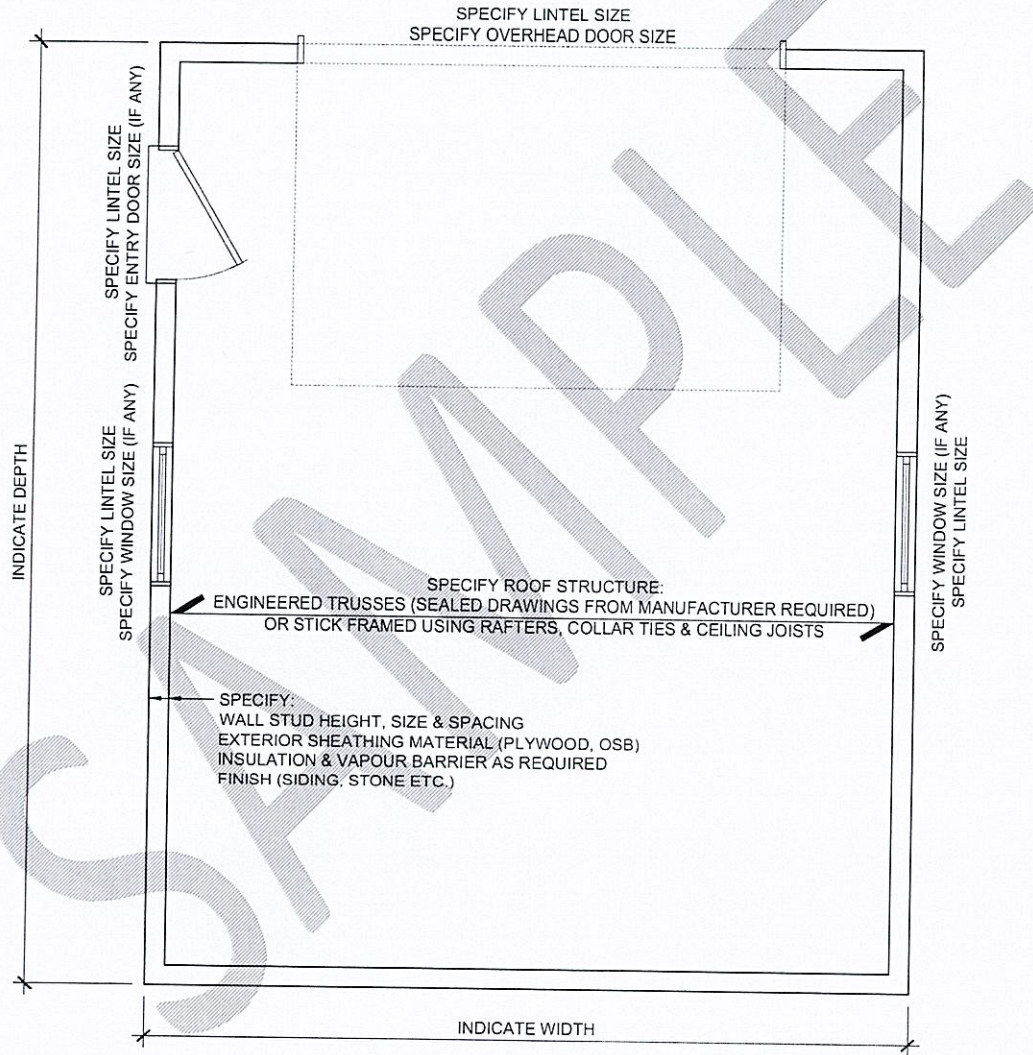 SPECIFY LINTEL SIZE
SPECIFY OVERHEAD DOOR SIZE
SPECIFY LINTEL SIZE
SPECIFY ENTRY DOOR SIZE (IF ANY)
SPECIFY LINTEL SIZE
SPECIFY WINDOW SIZE (IF ANY)
INDICATE DEPTH
SPECIFY WINDOW SIZE (IF ANY)
SPECIFY LINTEL SIZE
SPECIFY ROOF STRUCTURE:
ENGINEERED TRUSSES (SEALED DRAWINGS FROM MANUFACTURER REQUIRED)
OR STICK FRAMED USING RAFTERS, COLLAR TIES & CEILING JOISTS
SPECIFY:
WALL STUD HEIGHT, SIZE & SPACING
EXTERIOR SHEATHING MATERIAL (PLYWOOD, OSB)
INSULATION & VAPOUR BARRIER AS REQUIRED
FINISH (SIDING, STONE ETC.)
INDICATE WIDTH
SAMPLE